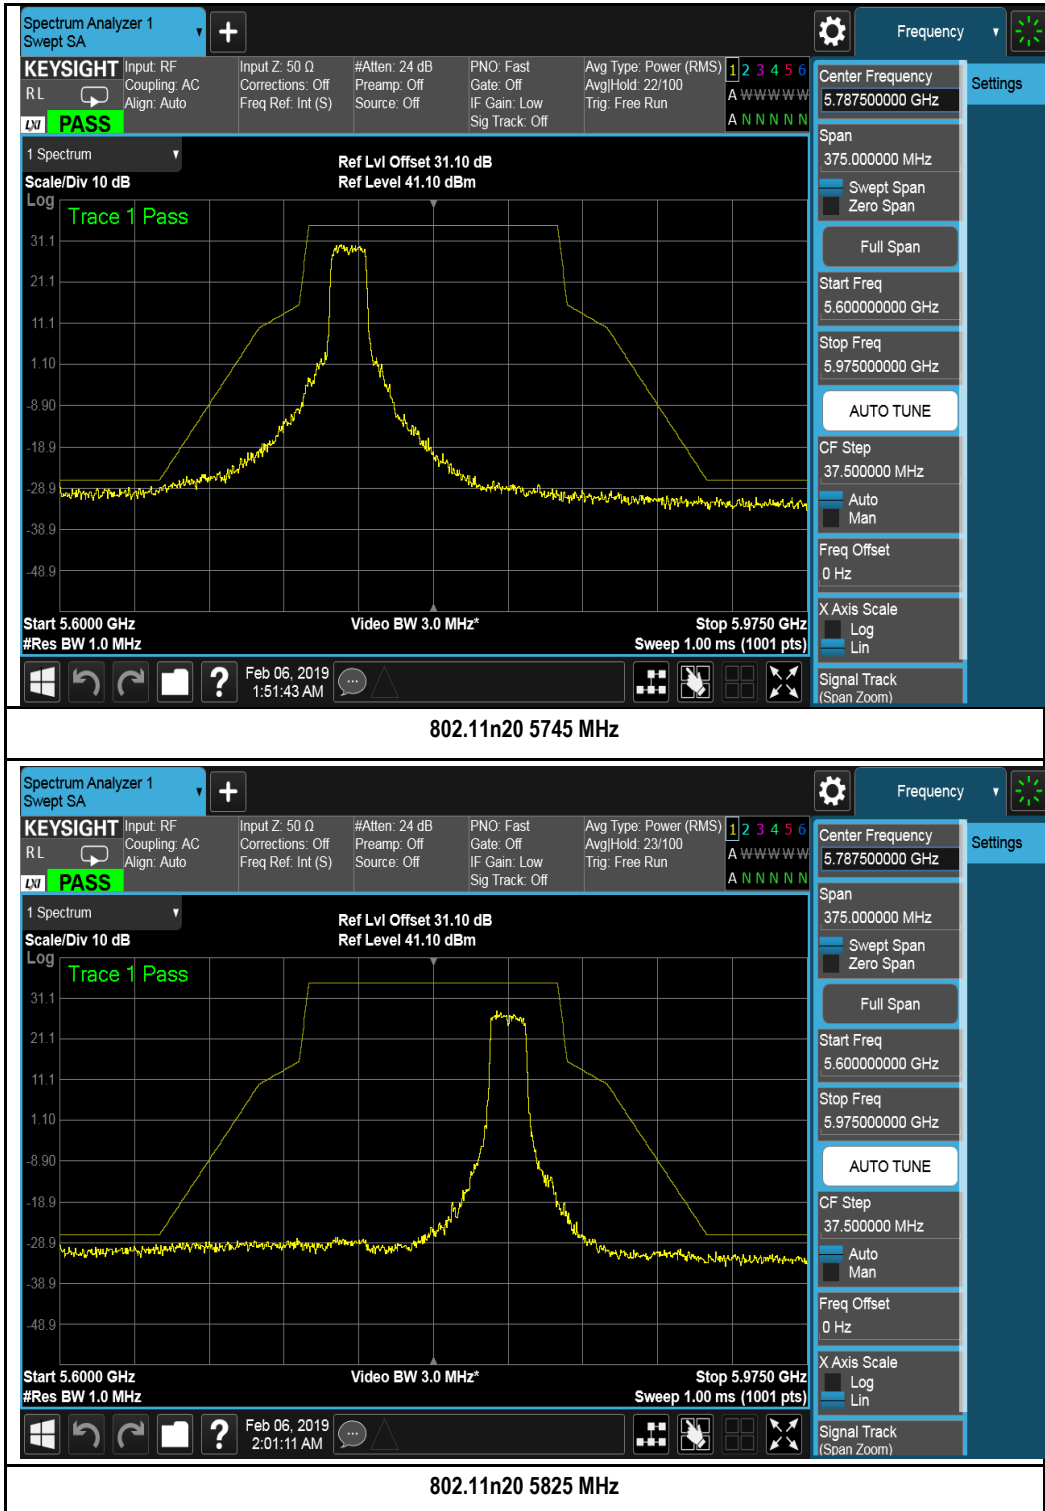 Spectrum Analyzer 1
Swept SA
+
Frequency
KEYSIGHT
R L
LXI
PASS
Input: RF
Coupling: AC
Align: Auto
Input Z: 50 Ω
Corrections: Off
Freq Ref: Int (S)
#Atten: 24 dB
Preamp: Off
Source: Off
PNO: Fast
Gate: Off
IF Gain: Low
Sig Track: Off
Avg Type: Power (RMS)
Avg|Hold: 22/100
Trig: Free Run
1 2 3 4 5 6
A W W W W W
A N N N N N
1 Spectrum
Scale/Div 10 dB
Ref Lvl Offset 31.10 dB
Ref Level 41.10 dBm
Log
Trace 1 Pass
31.1
21.1
11.1
1.10
-8.90
-18.9
-28.9
-38.9
-48.9
Start 5.6000 GHz
#Res BW 1.0 MHz
Video BW 3.0 MHz*
Stop 5.9750 GHz
Sweep 1.00 ms (1001 pts)
Feb 06, 2019
1:51:43 AM
Settings
Center Frequency
5.787500000 GHz
Span
375.000000 MHz
Swept Span
Zero Span
Full Span
Start Freq
5.600000000 GHz
Stop Freq
5.975000000 GHz
AUTO TUNE
CF Step
37.500000 MHz
Auto
Man
Freq Offset
0 Hz
X Axis Scale
Log
Lin
Signal Track
(Span Zoom)
802.11n20 5745 MHz
Spectrum Analyzer 1
Swept SA
+
Frequency
KEYSIGHT
R L
LXI
PASS
Input: RF
Coupling: AC
Align: Auto
Input Z: 50 Ω
Corrections: Off
Freq Ref: Int (S)
#Atten: 24 dB
Preamp: Off
Source: Off
PNO: Fast
Gate: Off
IF Gain: Low
Sig Track: Off
Avg Type: Power (RMS)
Avg|Hold: 23/100
Trig: Free Run
1 2 3 4 5 6
A W W W W W
A N N N N N
1 Spectrum
Scale/Div 10 dB
Ref Lvl Offset 31.10 dB
Ref Level 41.10 dBm
Log
Trace 1 Pass
31.1
21.1
11.1
1.10
-8.90
-18.9
-28.9
-38.9
-48.9
Start 5.6000 GHz
#Res BW 1.0 MHz
Video BW 3.0 MHz*
Stop 5.9750 GHz
Sweep 1.00 ms (1001 pts)
Feb 06, 2019
2:01:11 AM
Settings
Center Frequency
5.787500000 GHz
Span
375.000000 MHz
Swept Span
Zero Span
Full Span
Start Freq
5.600000000 GHz
Stop Freq
5.975000000 GHz
AUTO TUNE
CF Step
37.500000 MHz
Auto
Man
Freq Offset
0 Hz
X Axis Scale
Log
Lin
Signal Track
(Span Zoom)
802.11n20 5825 MHz